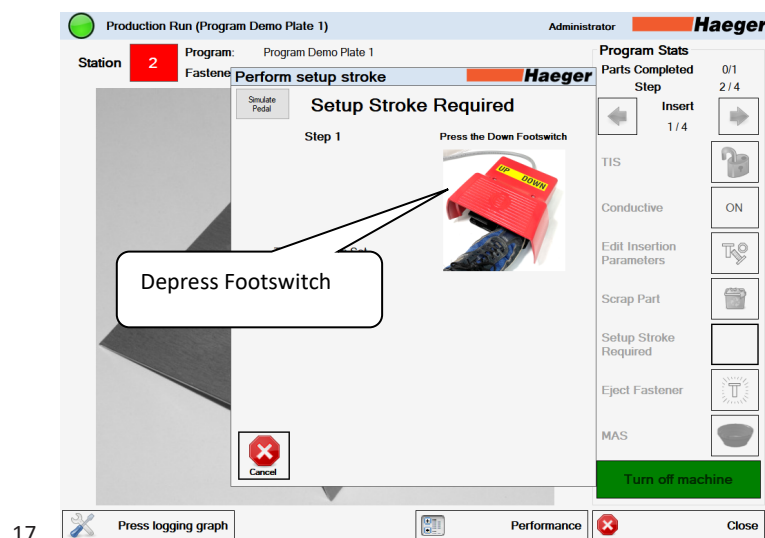 Production Run (Program Demo Plate 1)
Administrator
Haeger
Station
2
Program:
Program Demo Plate 1
Perform setup stroke
Haeger
Simulate
Pedal
Setup Stroke Required
Step 1
Press the Down Footswitch
UP DOWN
Depress Footswitch
Cancel
Program Stats
Parts Completed 0/1
Step 2 / 4
Insert
1 / 4
TIS
Conductive
ON
Edit Insertion
Parameters
Scrap Part
Setup Stroke
Required
Eject Fastener
MAS
Turn off machine
17
Press logging graph
Performance
Close